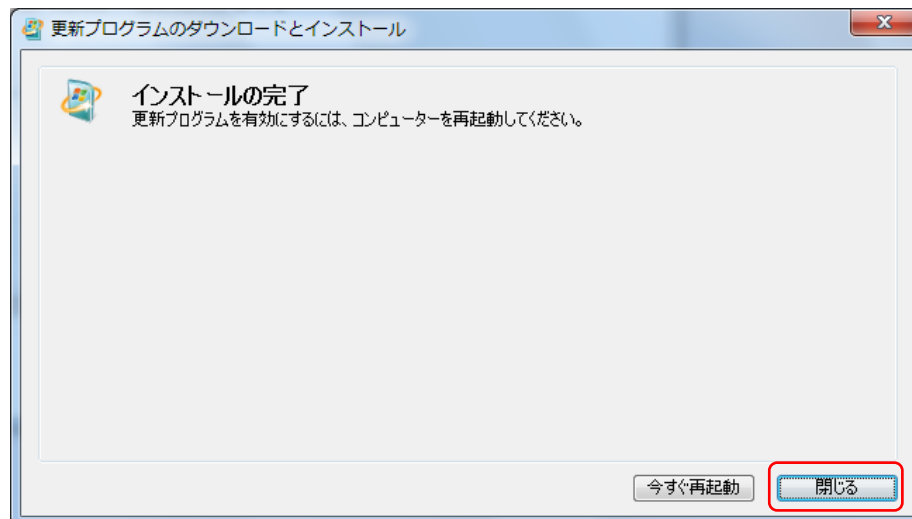 更新プログラムのダウンロードとインストール
インストールの完了
更新プログラムを有効にするには、コンピューターを再起動してください。
今すぐ再起動
閉じる